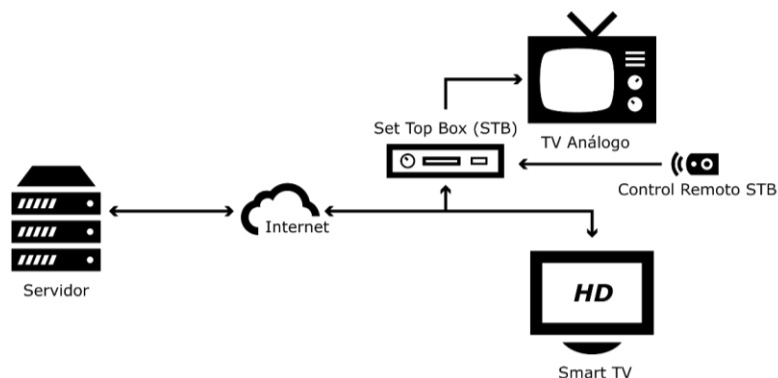 Set Top Box (STB)
TV Análogo
Control Remoto STB
Internet
Servidor
HD
Smart TV